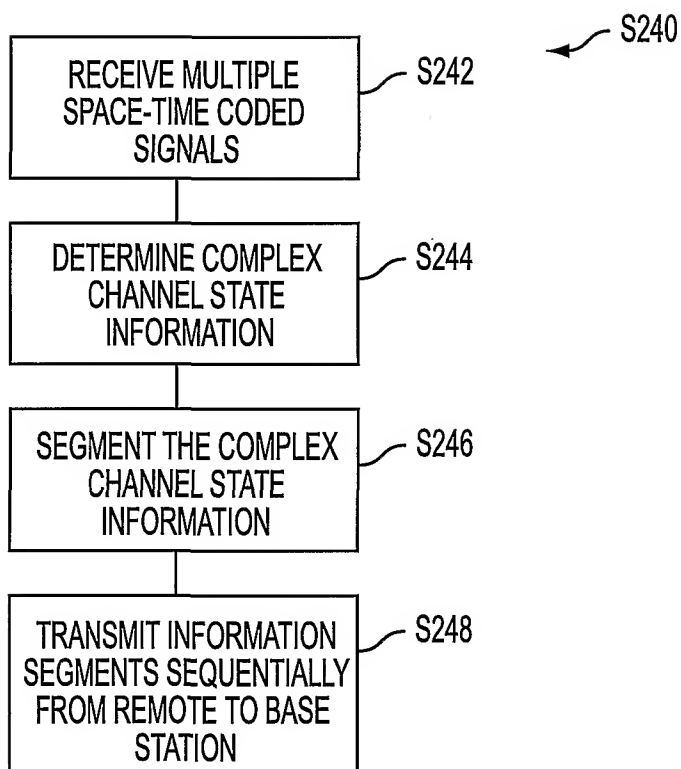 S240
RECEIVE MULTIPLE
SPACE-TIME CODED
SIGNALS
S242
DETERMINE COMPLEX
CHANNEL STATE
INFORMATION
S244
SEGMENT THE COMPLEX
CHANNEL STATE
INFORMATION
S246
TRANSMIT INFORMATION
SEGMENTS SEQUENTIALLY
FROM REMOTE TO BASE
STATION
S248